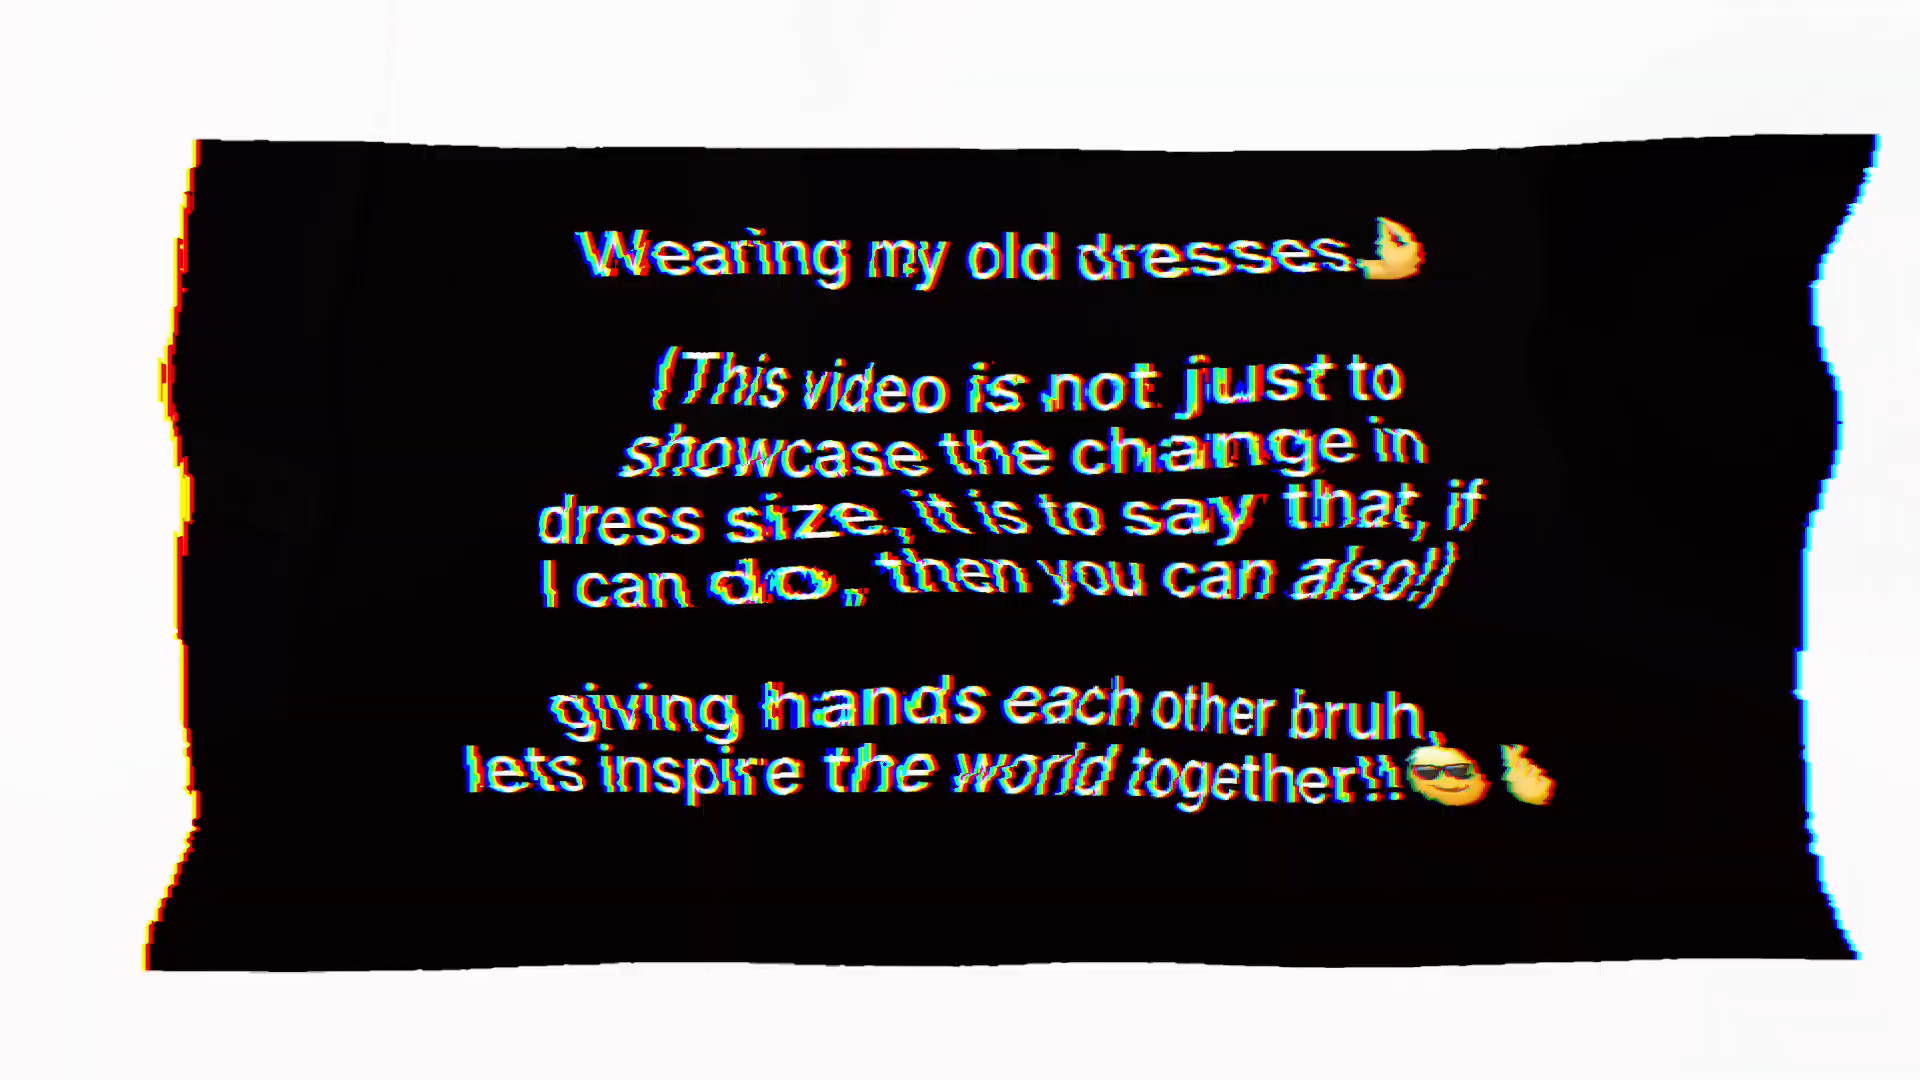 Wearing my old dresses👌
(This video is not just to
showcase the change in
dress size, it is to say that, if
I can do, then you can also!)
giving hands each other bruh,
lets inspire the world together!!😎🫰